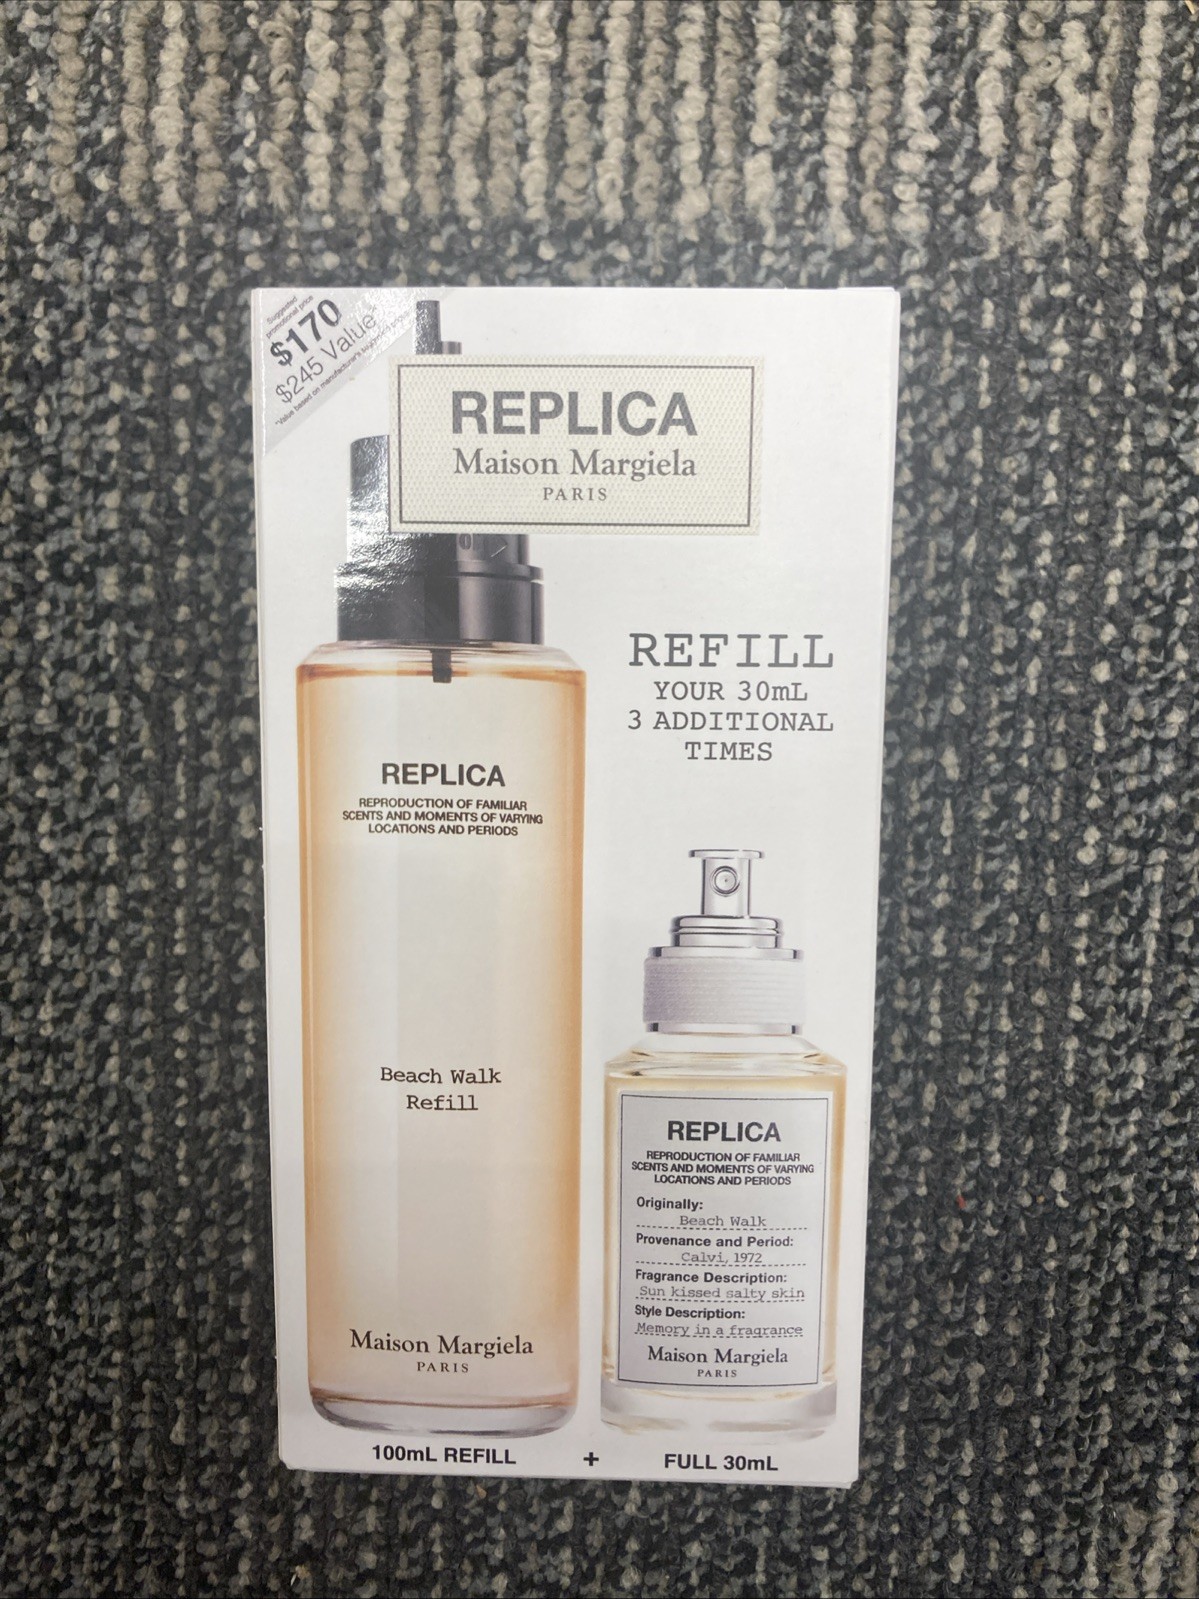 Suggested
promotional price
$170
$245 Value*
*Value based on manufacturer's suggested
REPLICA
Maison Margiela
PARIS
REFILL
YOUR 30mL
3 ADDITIONAL
TIMES
REPLICA
REPRODUCTION OF FAMILIAR
SCENTS AND MOMENTS OF VARYING
LOCATIONS AND PERIODS
Beach Walk
Refill
Maison Margiela
PARIS
REPLICA
REPRODUCTION OF FAMILIAR
SCENTS AND MOMENTS OF VARYING
LOCATIONS AND PERIODS
Originally:
Beach Walk
Provenance and Period:
Calvi, 1972
Fragrance Description:
Sun kissed salty skin
Style Description:
Memory in a fragrance
Maison Margiela
PARIS
100mL REFILL + FULL 30mL